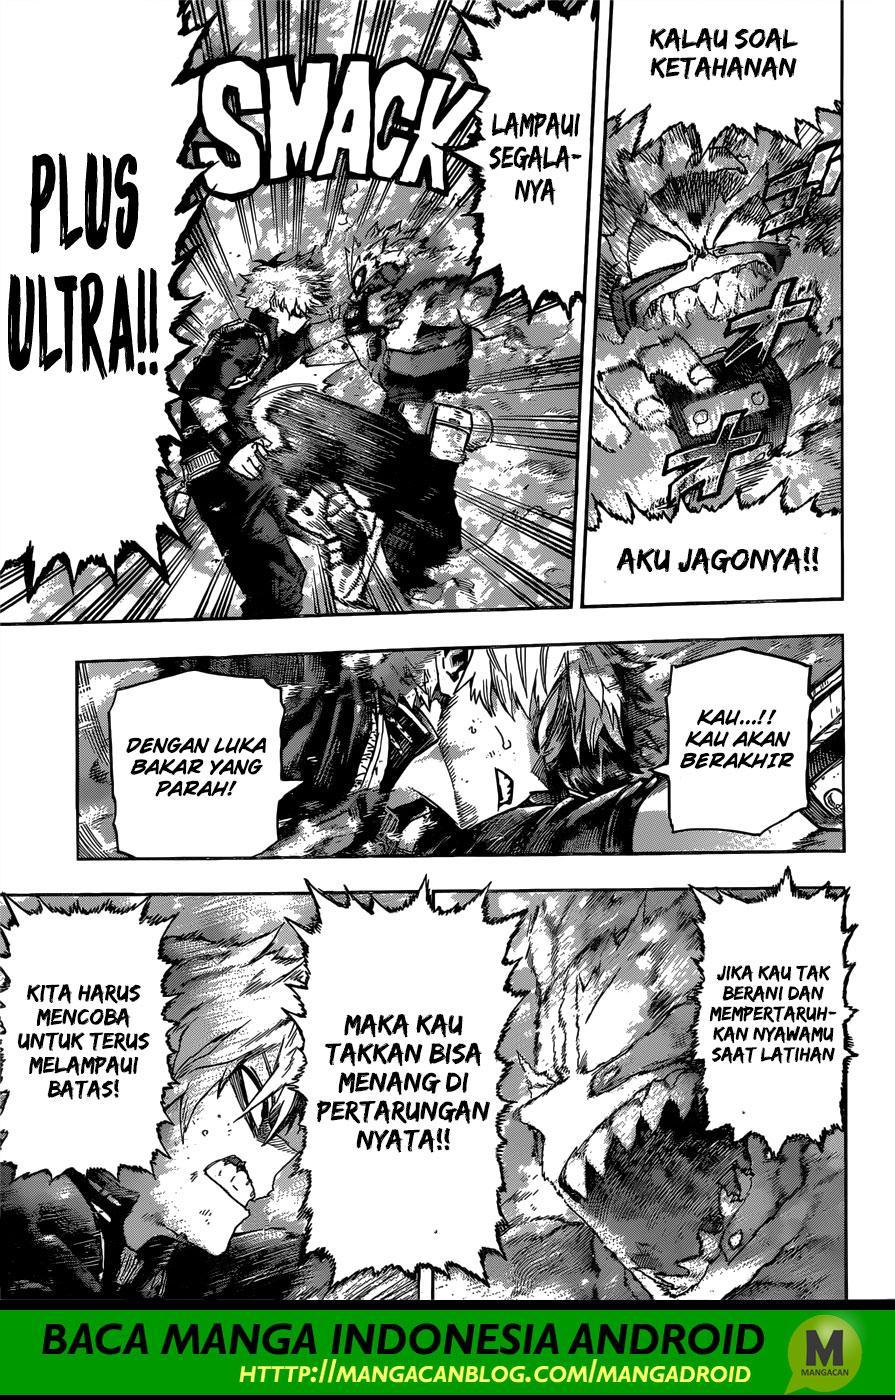 KALAU SOAL
KETAHANAN
AKU JAGONYA!!
LAMPAUI
SEGALA-
NYA
SMACK
PLUS
ULTRA!!
KAU...!!
KAU AKAN
BERAKHIR
DENGAN LUKA
BAKAR YANG
PARAH!
JIKA KAU TAK
BERANI DAN
MEMPERTARUH-
KAN NYAWAMU
SAAT LATIHAN
MAKA KAU
TAKKAN BISA
MENANG DI
PERTARUNGAN
NYATA!!
KITA HARUS
MENCOBA
UNTUK TERUS
MELAMPAUI
BATAS!
BACA MANGA INDONESIA ANDROID
HTTTP://MANGACANBLOG.COM/MANGADROID
M
MANGACAN